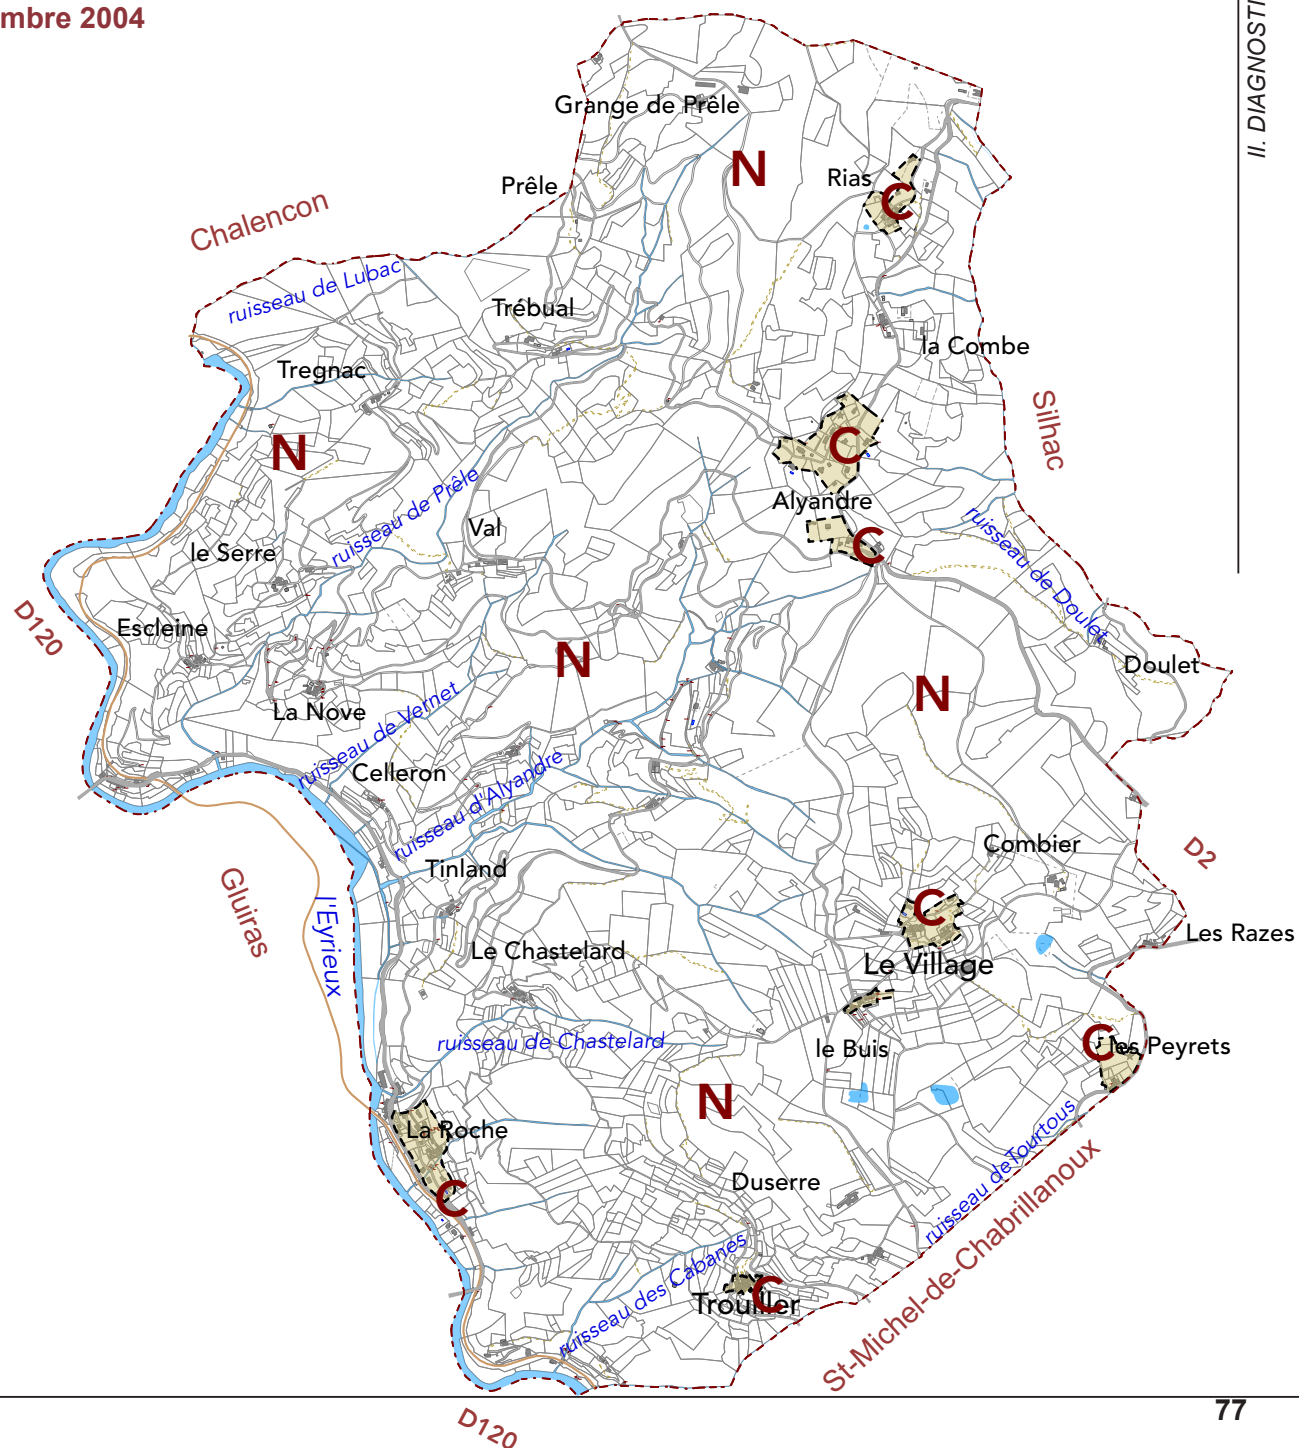 mbre 2004
II. DIAGNOSTI
Grange de Prêle
N
Rias
C
Prêle
Chalencon
ruisseau de Lubac
Trébual
la Combe
Tregnac
Silhac
N
C
ruisseau de Prêle
Alyandre
Val
C
ruisseau de Doulet
le Serre
D120
Escleine
N
Doulet
N
La Nove
ruisseau de Vernet
Celleron
ruisseau d'Alyandre
Combier
D2
Tinland
Gluiras
l'Eyrieux
C
Les Razes
Le Chastelard
Le Village
ruisseau de Chastelard
le Buis
C
les Peyrets
N
La Roche
ruisseau deTourtous
Duserre
C
St-Michel-de-Chabrillanoux
ruisseau des Cabanes
C
Trouiller
77
D120